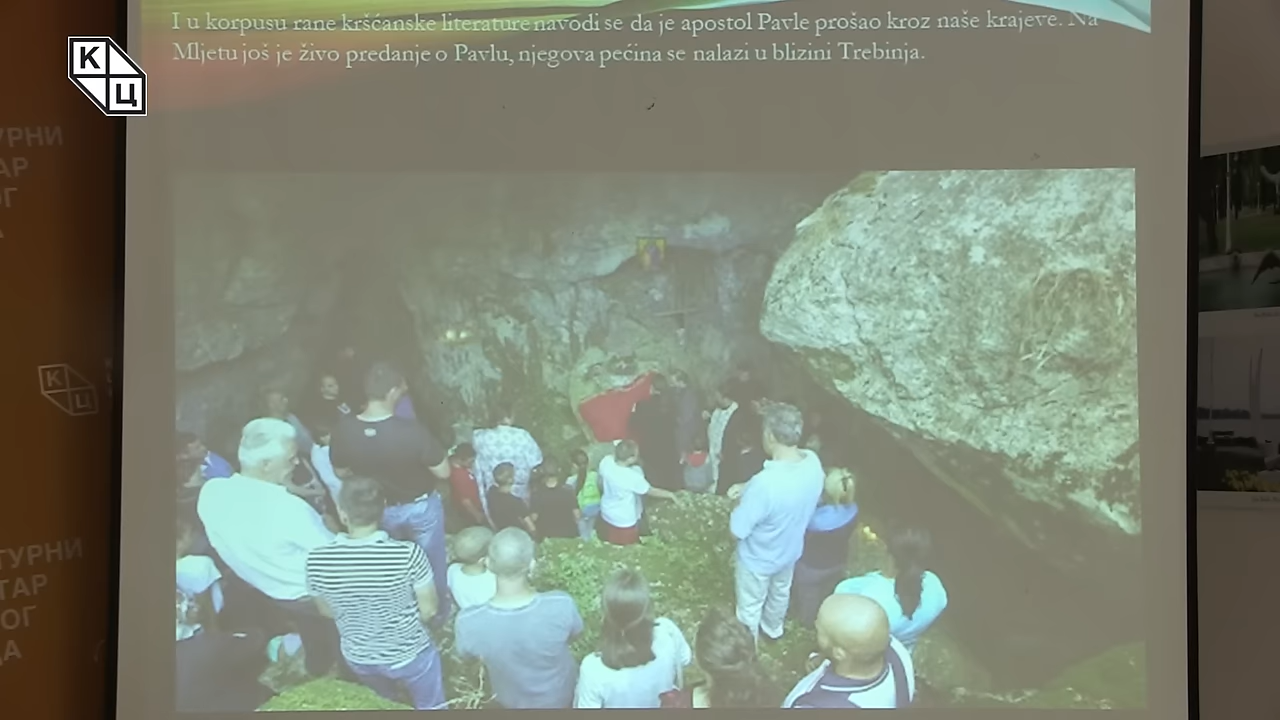 I u korpusu rane kršćanske literature navodi se da je apostol Pavle prošao kroz naše krajeve. Na
Mljetu još je živo predanje o Pavlu, njegova pećina se nalazi u blizini Trebinja.
К
Ц
К
Ц